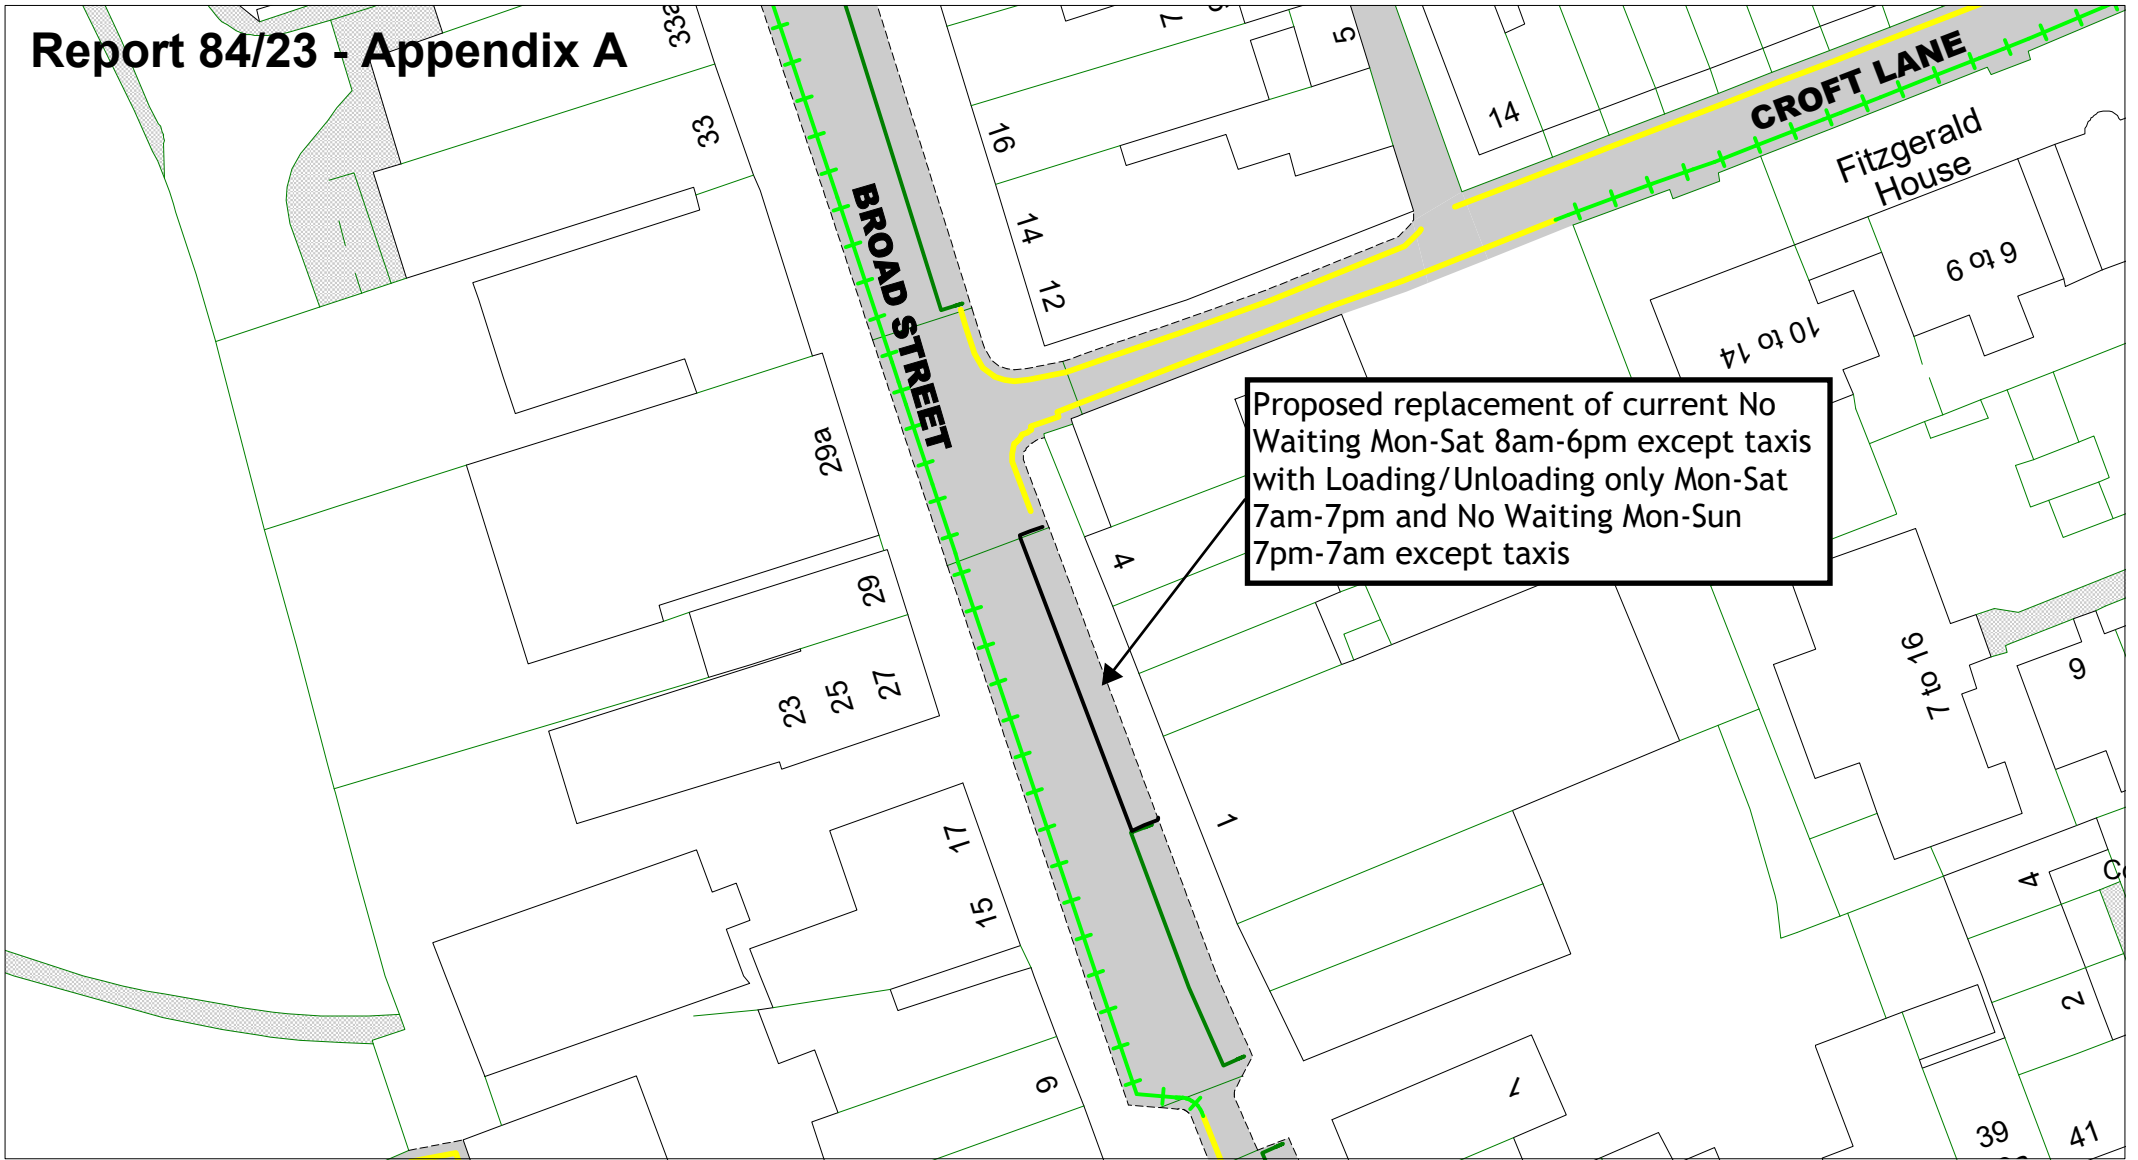 Report 84/23 - Appendix A
33a
7
5
CROFT LANE
14
33
16
Fitzgerald
House
BROAD STREET
14
12
6 to 9
10 to 14
29a
Proposed replacement of current No
Waiting Mon-Sat 8am-6pm except taxis
with Loading/Unloading only Mon-Sat
7am-7pm and No Waiting Mon-Sun
7pm-7am except taxis
4
29
27
25
23
7 to 16
9
1
17
15
4
2
9
7
39
41